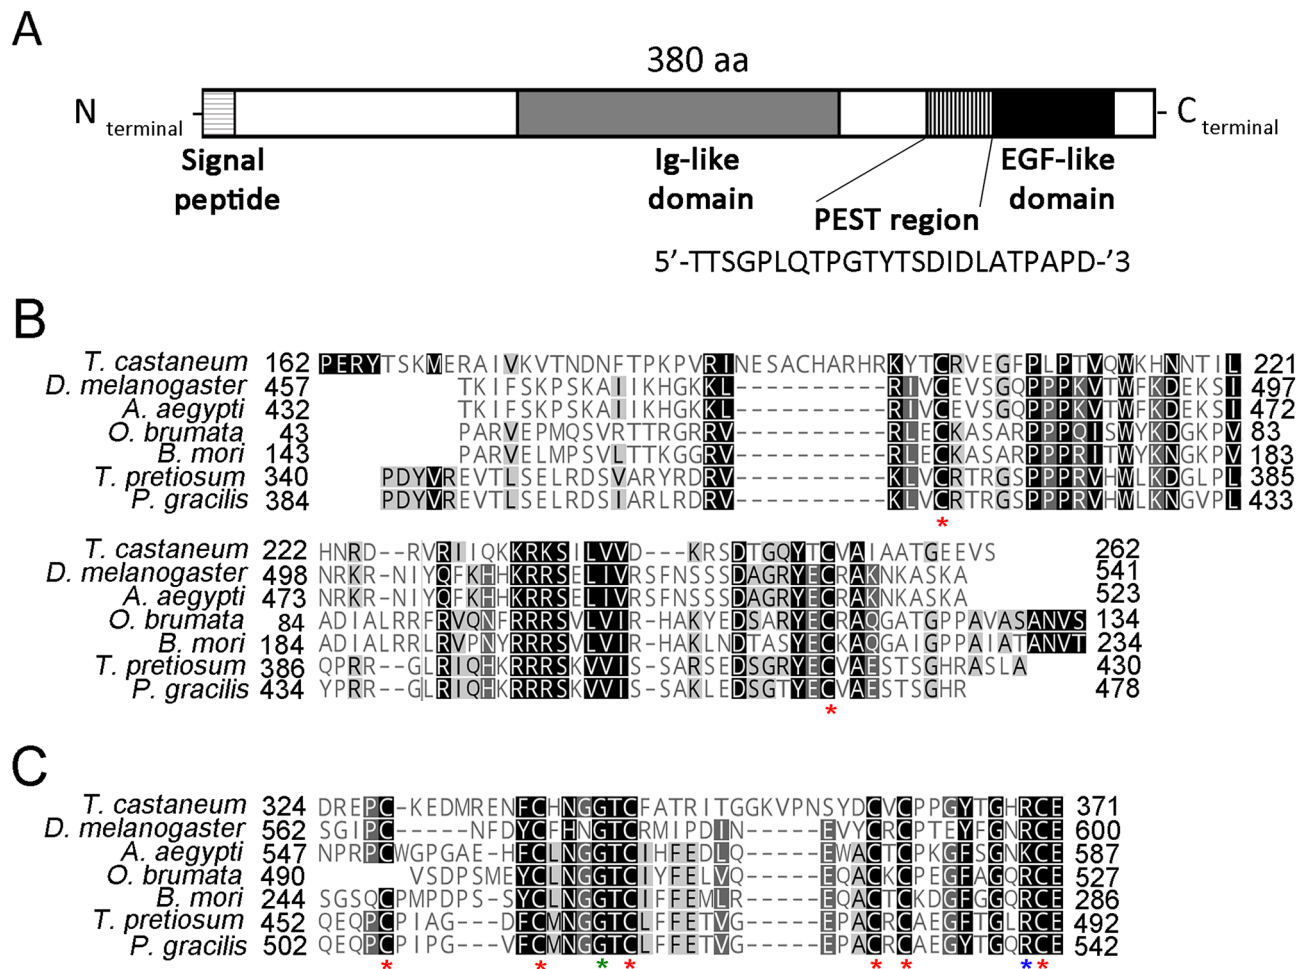 A
380 aa
N terminal
C terminal
Signal peptide
Ig-like domain
EGF-like domain
PEST region
5’-TTSGPLQTPGTYTSDIDLATPAPD-’3
B
T. castaneum 162 PERYTSKMERAIVKVTNDNFTPKPVRINESACHARHRKYTCRVEGFPLPTVQWKHNNTIL 221
D. melanogaster 457 TKIFSKPSKAIIKHGKKL-----------RIVCEVSGQPPPKVTWFKDEKSI 497
A. aegypti 432 TKIFSKPSKAIIKHGKKL-----------RIVCEVSGQPPPKVTWFKDEKSI 472
O. brumata 43 PARVEPMQSVRTTRGRRV-----------RLECKASARPPPQISWYKDGKPV 83
B. mori 143 PARVELMPSVLTTKGGRV-----------RLECKASARPPPRITWYKNGKPV 183
T. pretiosum 340 PDYVREVTLSELRDSVARYRDRV-----------KLVCRTRGSPPPRVHWLKDGLPL 385
P. gracilis 384 PDYVREVTLSELRDSIARLRDRV-----------KLVCRTRGSPPPRVHWLKNGVPL 433
*
T. castaneum 222 HNRD--RVRIIQKKRKSILVVD---KRSDTGQYTCVAIAATGEEVS 262
D. melanogaster 498 NRKR-NIYQFKHHKRRSELIVRSFNSSSDAGRYECRAKNKASKA 541
A. aegypti 473 NRKR-NIYQFKHHKRRSELIVRSFNSSSDAGRYECRAKNKASKA 523
O. brumata 84 ADIALRRFRVQNFRRRSVLVIR-HAKYEDSARYECRAQGATGPPAVASANVS 134
B. mori 184 ADIALRRLRVPNYRRRSVLVIR-HAKLNDTASYECRAQGAIGPPAIATANVT 234
T. pretiosum 386 QPRR--GLRIQHKRRRSKVVIS-SARSEDSGRYECVAESTSGHRASLA 430
P. gracilis 434 YPRR--GLRIQHKRRRSKVVIS-SAKLEDSGTYECVAESTSGHR 478
*
C
T. castaneum 324 DREPC-KEDMRENFCHNGGTCFATRITGGKVPNSYDCVCPPGYTGHRCE 371
D. melanogaster 562 SGIPC-----NFDYCFHNGTCRMIPDIN-----EVYCRCPTEYFGNRCE 600
A. aegypti 547 NPRPCWGPGAE-HFCLNGGTCIHFFEDLQ-----EWACTCPKGFSGNKCE 587
O. brumata 490 VSDPSMEYCLNGGTCIYFELVQ-----EQACKCPEGFAGQRCE 527
B. mori 244 SGSQCPMPDPS-SYCLNGGTCIFFEMLR-----EQACTCKDGFGGQRCE 286
T. pretiosum 452 QEQPCPIAG---DFCMNGGTCLFFETVG-----EPACRCAEGFTGLRCE 492
P. gracilis 502 QEQPCPIPG---VFCMNGGTCLFFETVG-----EPACRCAEGYTGQRCE 542
* * * * * * * *